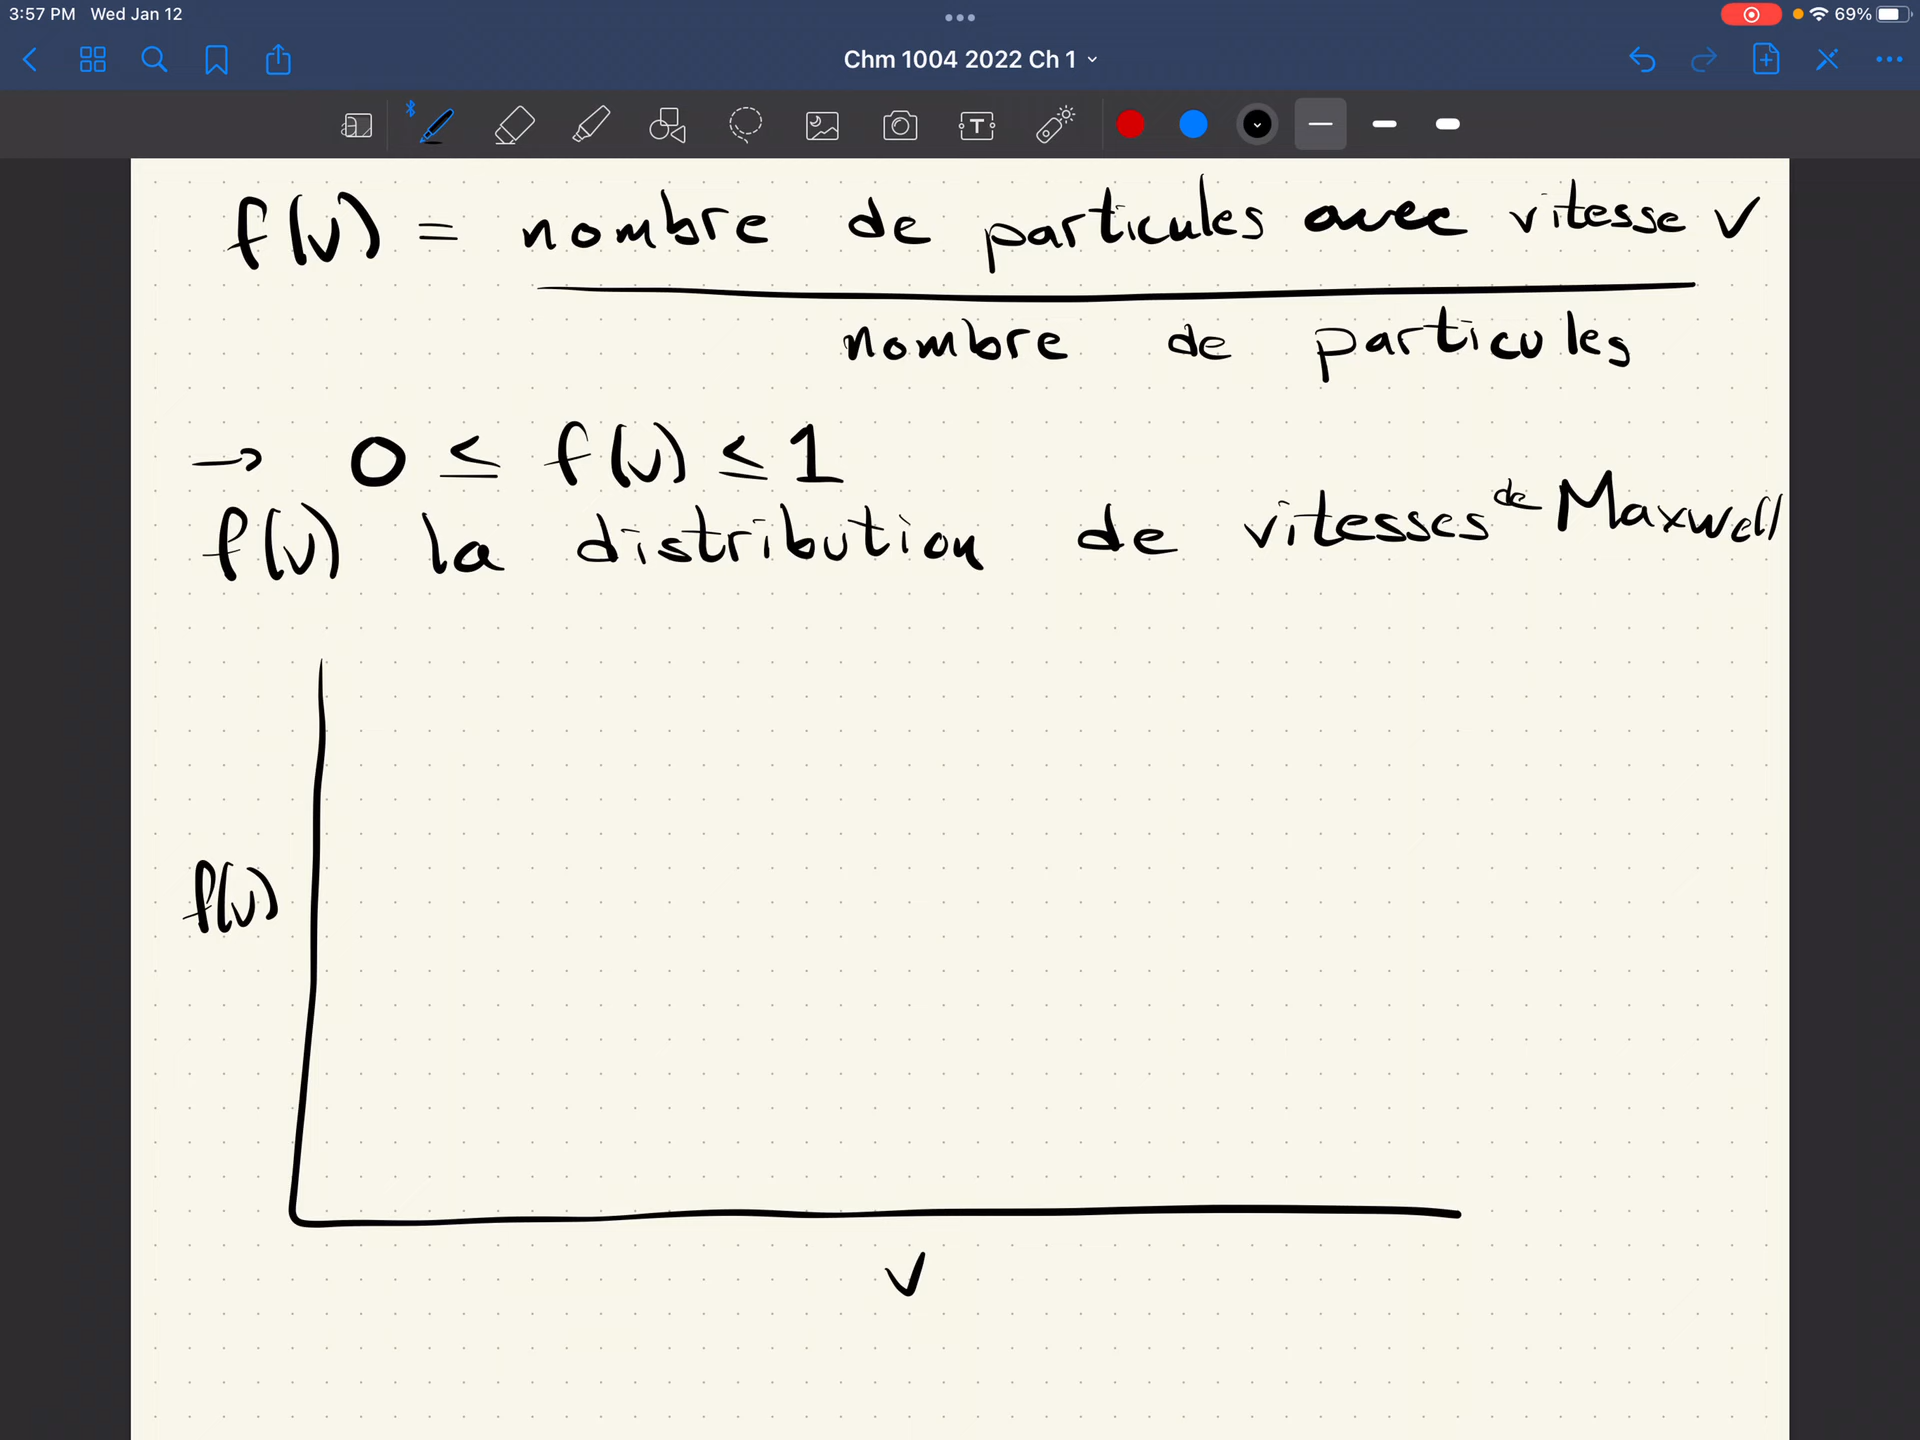 3:57 PM Wed Jan 12
69%
Chm 1004 2022 Ch 1
T
f(v) = nombre de particules avec vitesse v
nombre de particules
→ 0 ≤ f(v) ≤ 1
f(v) la distribution de vitesses de Maxwell
f(v)
v